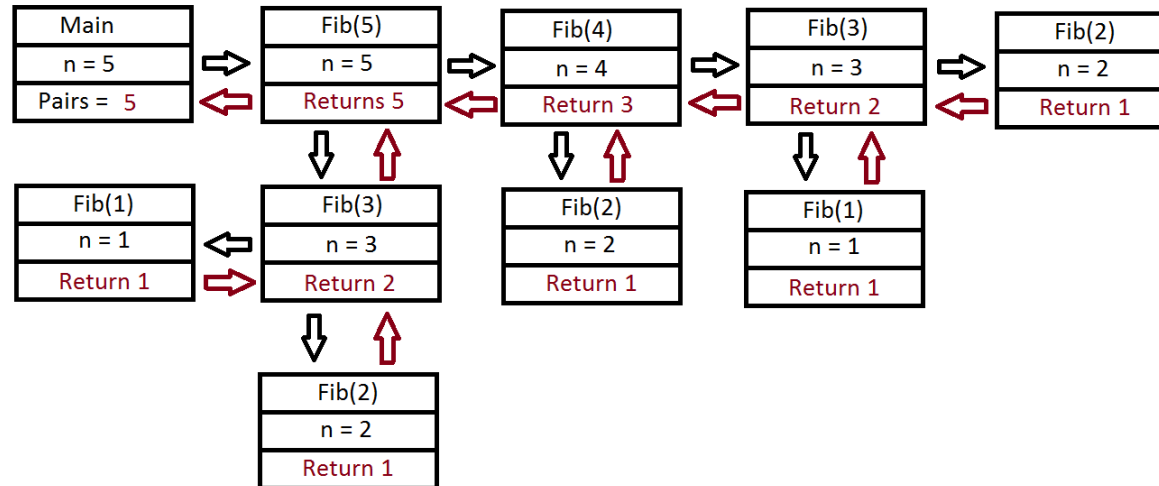 Main
n = 5
Pairs = 5
Fib(5)
n = 5
Returns 5
Fib(4)
n = 4
Return 3
Fib(3)
n = 3
Return 2
Fib(2)
n = 2
Return 1
Fib(1)
n = 1
Return 1
Fib(3)
n = 3
Return 2
Fib(2)
n = 2
Return 1
Fib(1)
n = 1
Return 1
Fib(2)
n = 2
Return 1